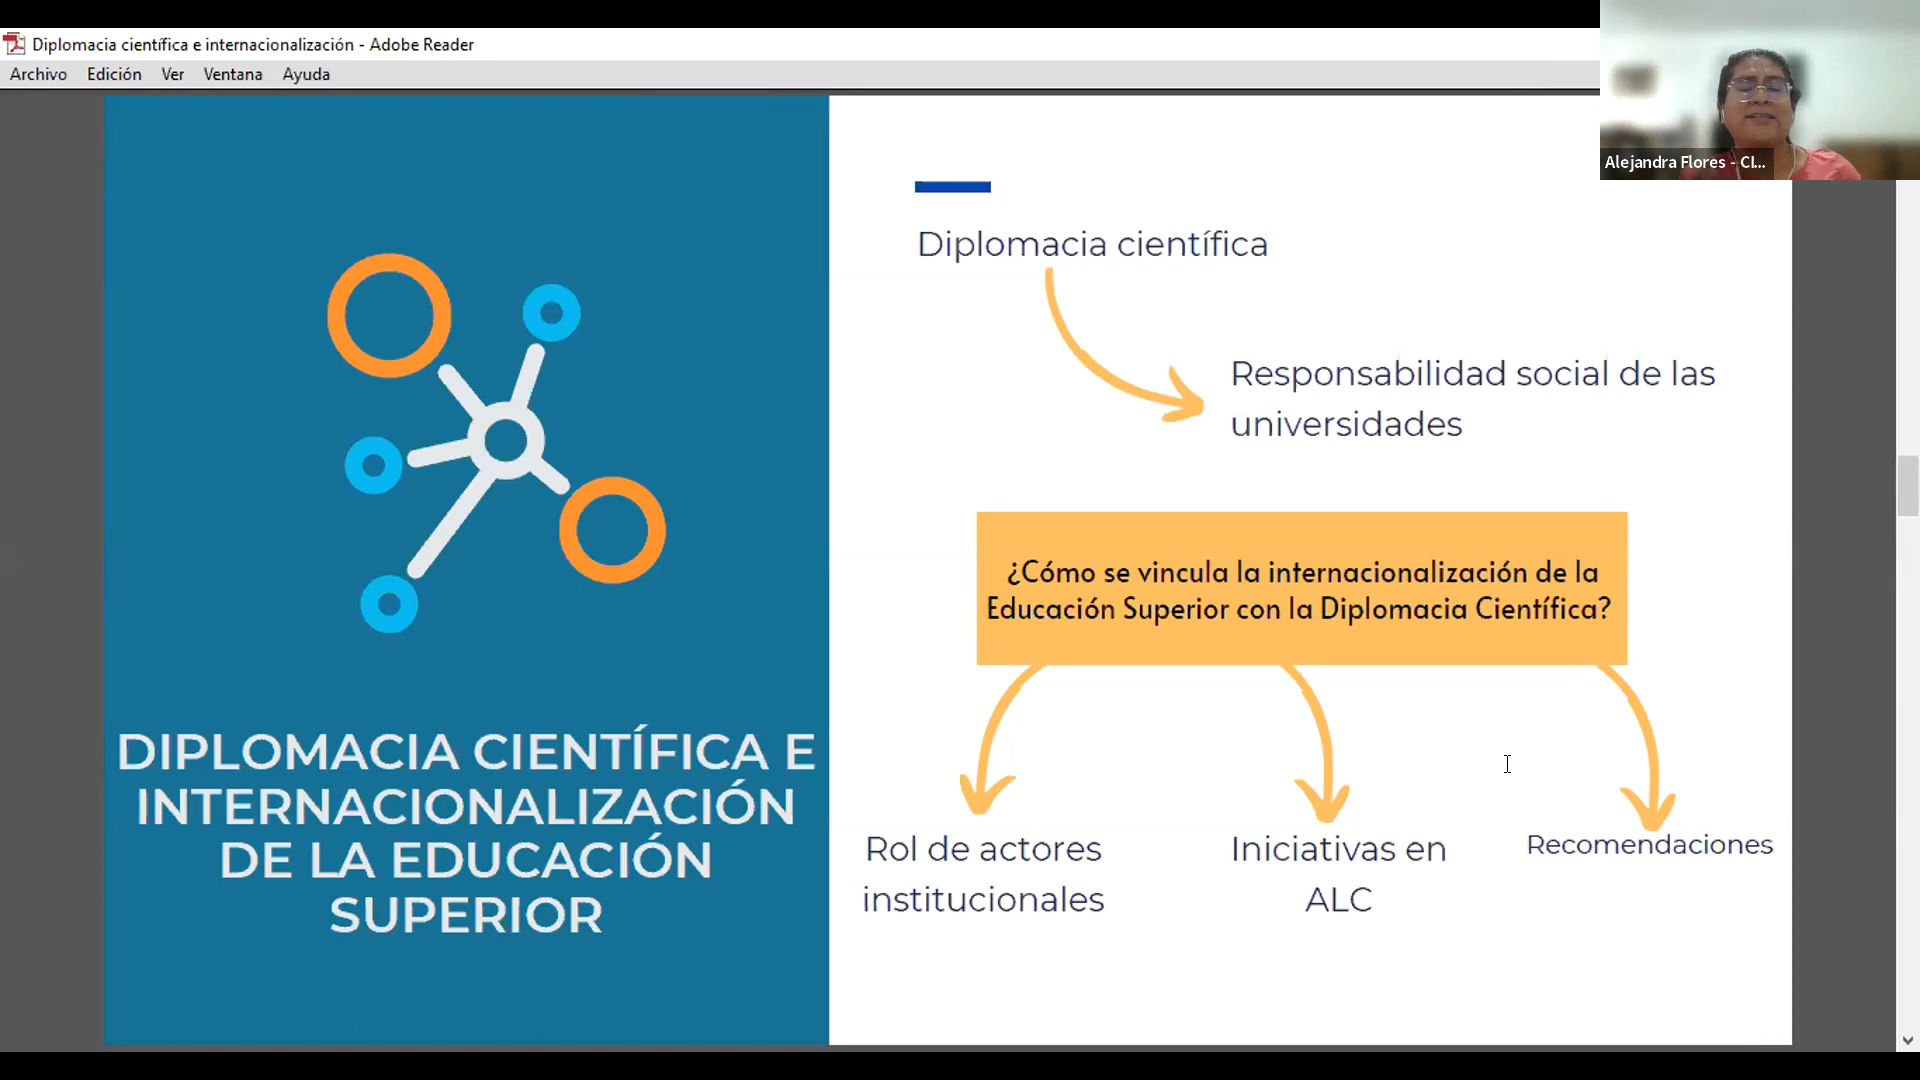 Diplomacia científica e internacionalización - Adobe Reader
Archivo Edición Ver Ventana Ayuda
Alejandra Flores - CI...
DIPLOMACIA CIENTÍFICA E
INTERNACIONALIZACIÓN
DE LA EDUCACIÓN
SUPERIOR
Diplomacia científica
Responsabilidad social de las
universidades
¿Cómo se vincula la internacionalización de la
Educación Superior con la Diplomacia Científica?
Rol de actores
institucionales
Iniciativas en
ALC
Recomendaciones